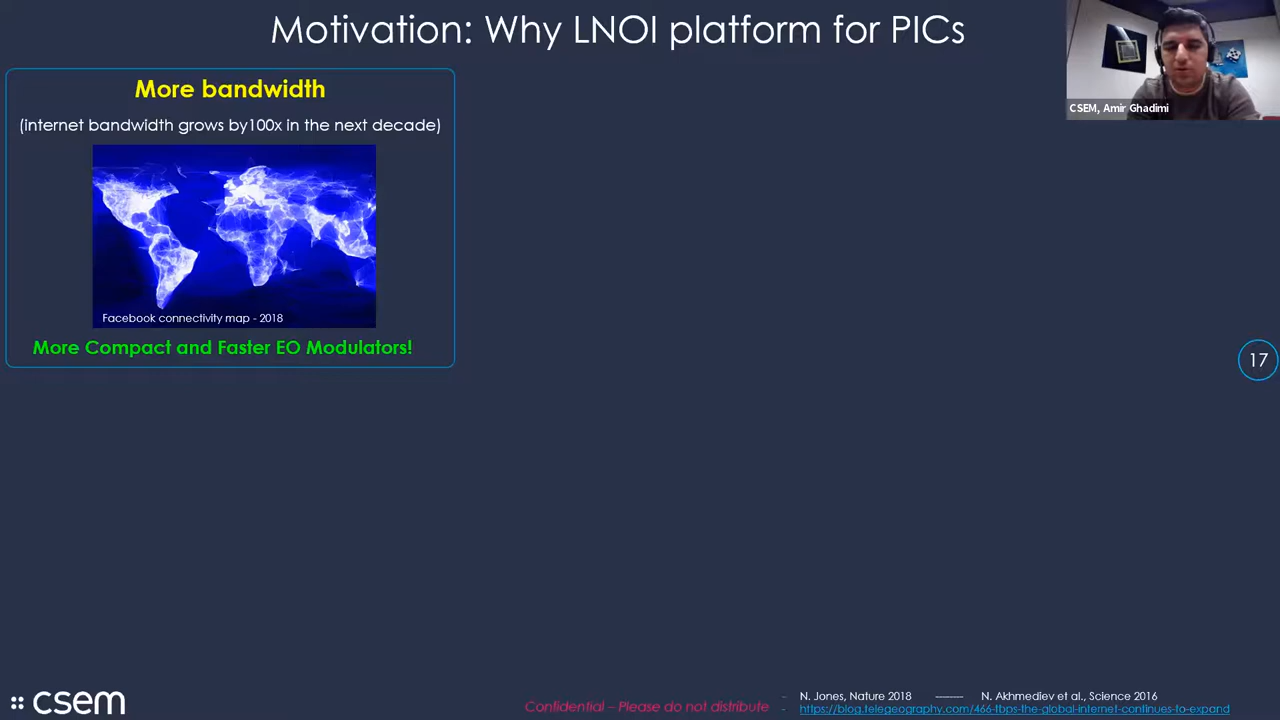 Motivation: Why LNOI platform for PICs
CSEM, Amir Ghadimi
More bandwidth
(internet bandwidth grows by100x in the next decade)
Facebook connectivity map - 2018
More Compact and Faster EO Modulators!
17
csem
Confidential – Please do not distribute
- N. Jones, Nature 2018 ------- N. Akhmediev et al., Science 2016
- https://blog.telegeography.com/466-tbps-the-global-internet-continues-to-expand